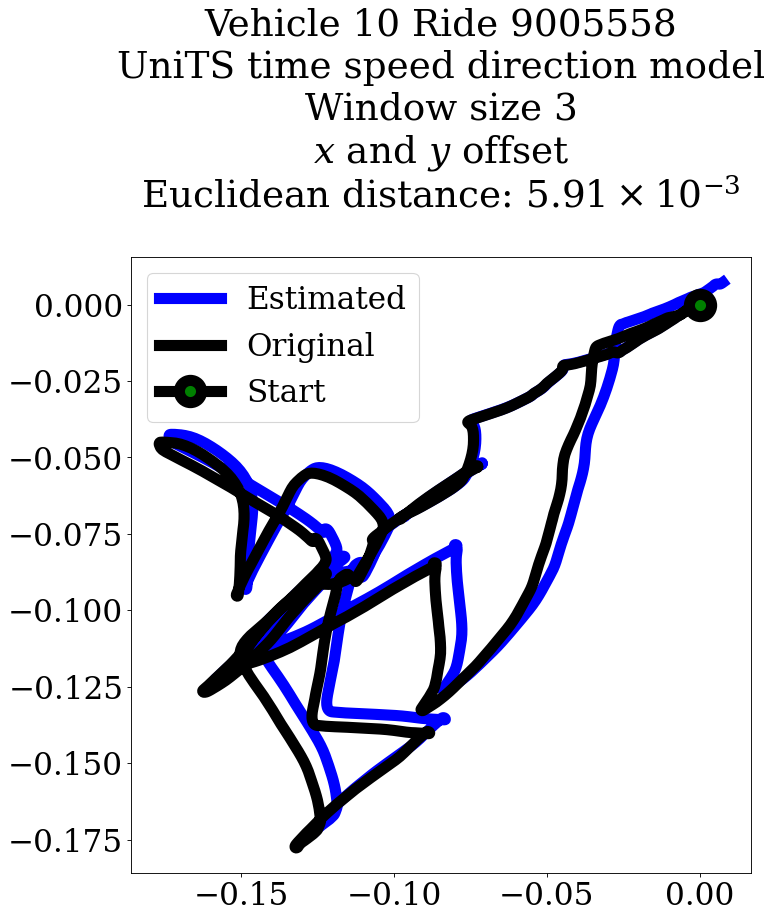 Vehicle 10 Ride 9005558
UniTS time speed direction model
Window size 3
x and y offset
Euclidean distance: 5.91 × 10⁻³
Estimated
Original
Start
0.000
−0.025
−0.050
−0.075
−0.100
−0.125
−0.150
−0.175
−0.15 −0.10 −0.05 0.00